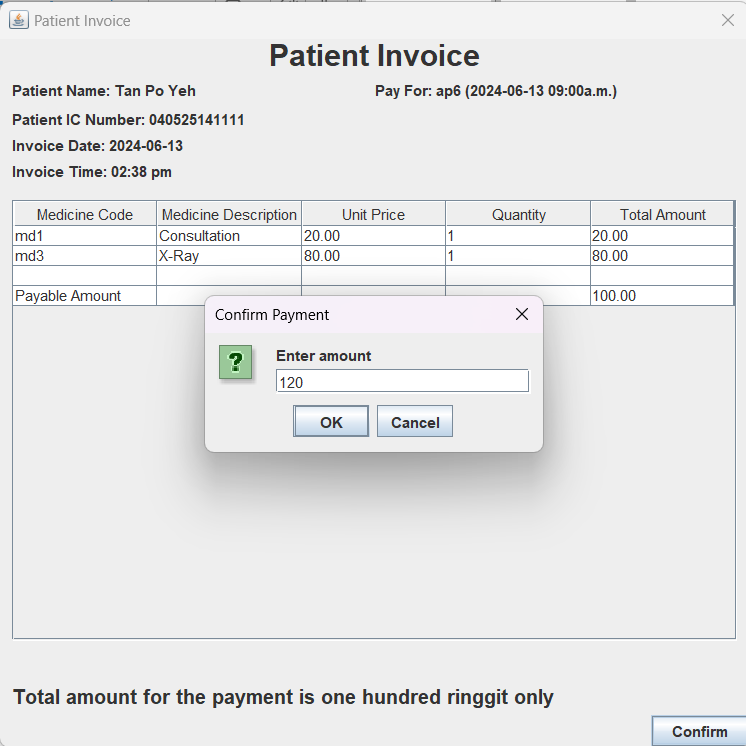 Patient Invoice
Patient Invoice
Patient Name: Tan Po Yeh Pay For: ap6 (2024-06-13 09:00a.m.)
Patient IC Number: 040525141111
Invoice Date: 2024-06-13
Invoice Time: 02:38 pm
Medicine Code Medicine Description Unit Price Quantity Total Amount
md1 Consultation 20.00 1 20.00
md3 X-Ray 80.00 1 80.00
Payable Amount 100.00
Confirm Payment
Enter amount
120
OK Cancel
Total amount for the payment is one hundred ringgit only
Confirm